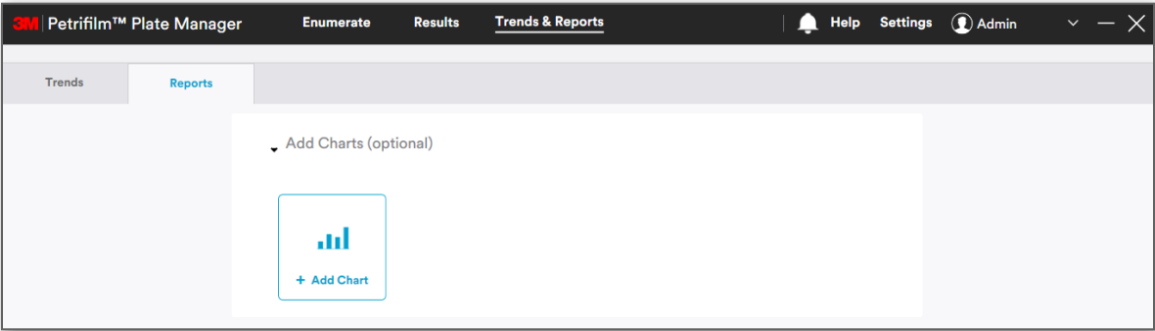 3M Petrifilm™ Plate Manager Enumerate Results Trends & Reports Help Settings Admin
Trends Reports
Add Charts (optional)
+ Add Chart